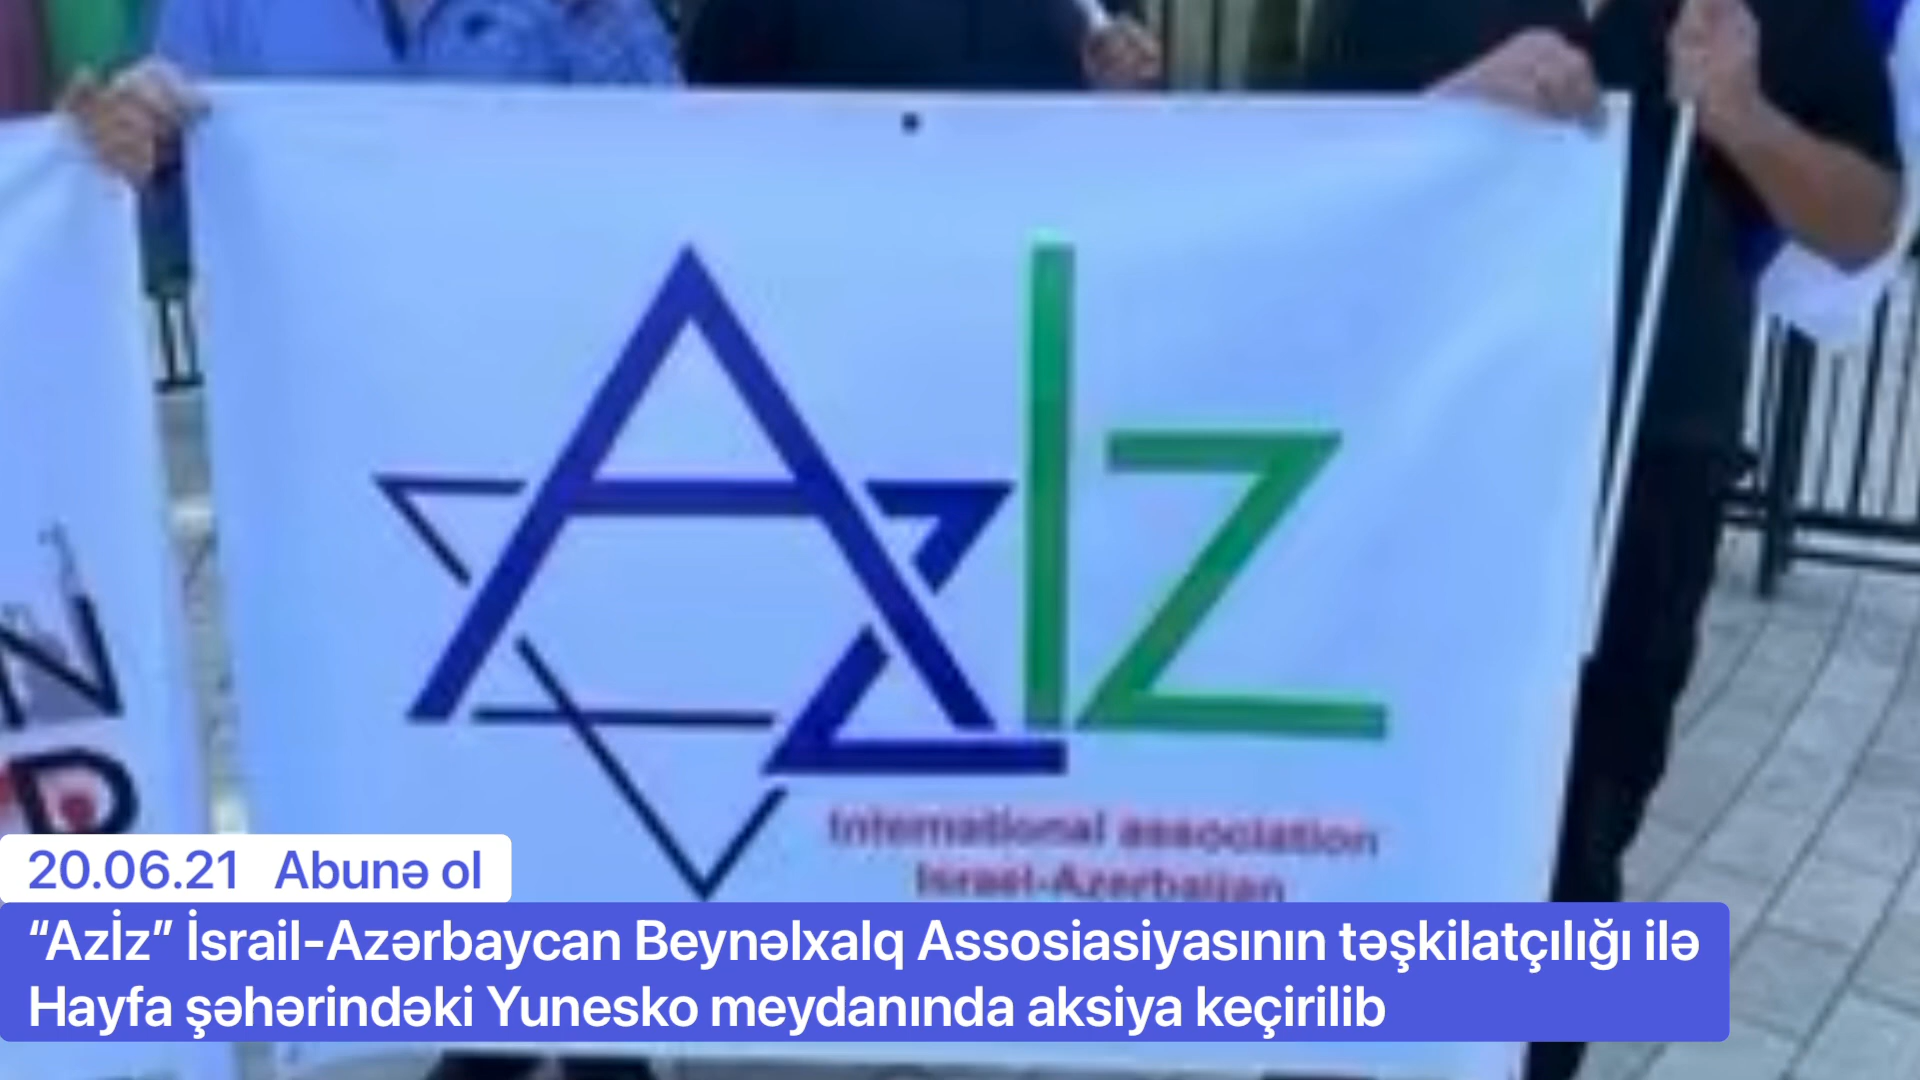 AzIz
International association
Israel-Azerbaijan
N
P
20.06.21 Abunə ol
“Azİz” İsrail-Azərbaycan Beynəlxalq Assosiasiyasının təşkilatçılığı ilə
Hayfa şəhərindəki Yunesko meydanında aksiya keçirilib